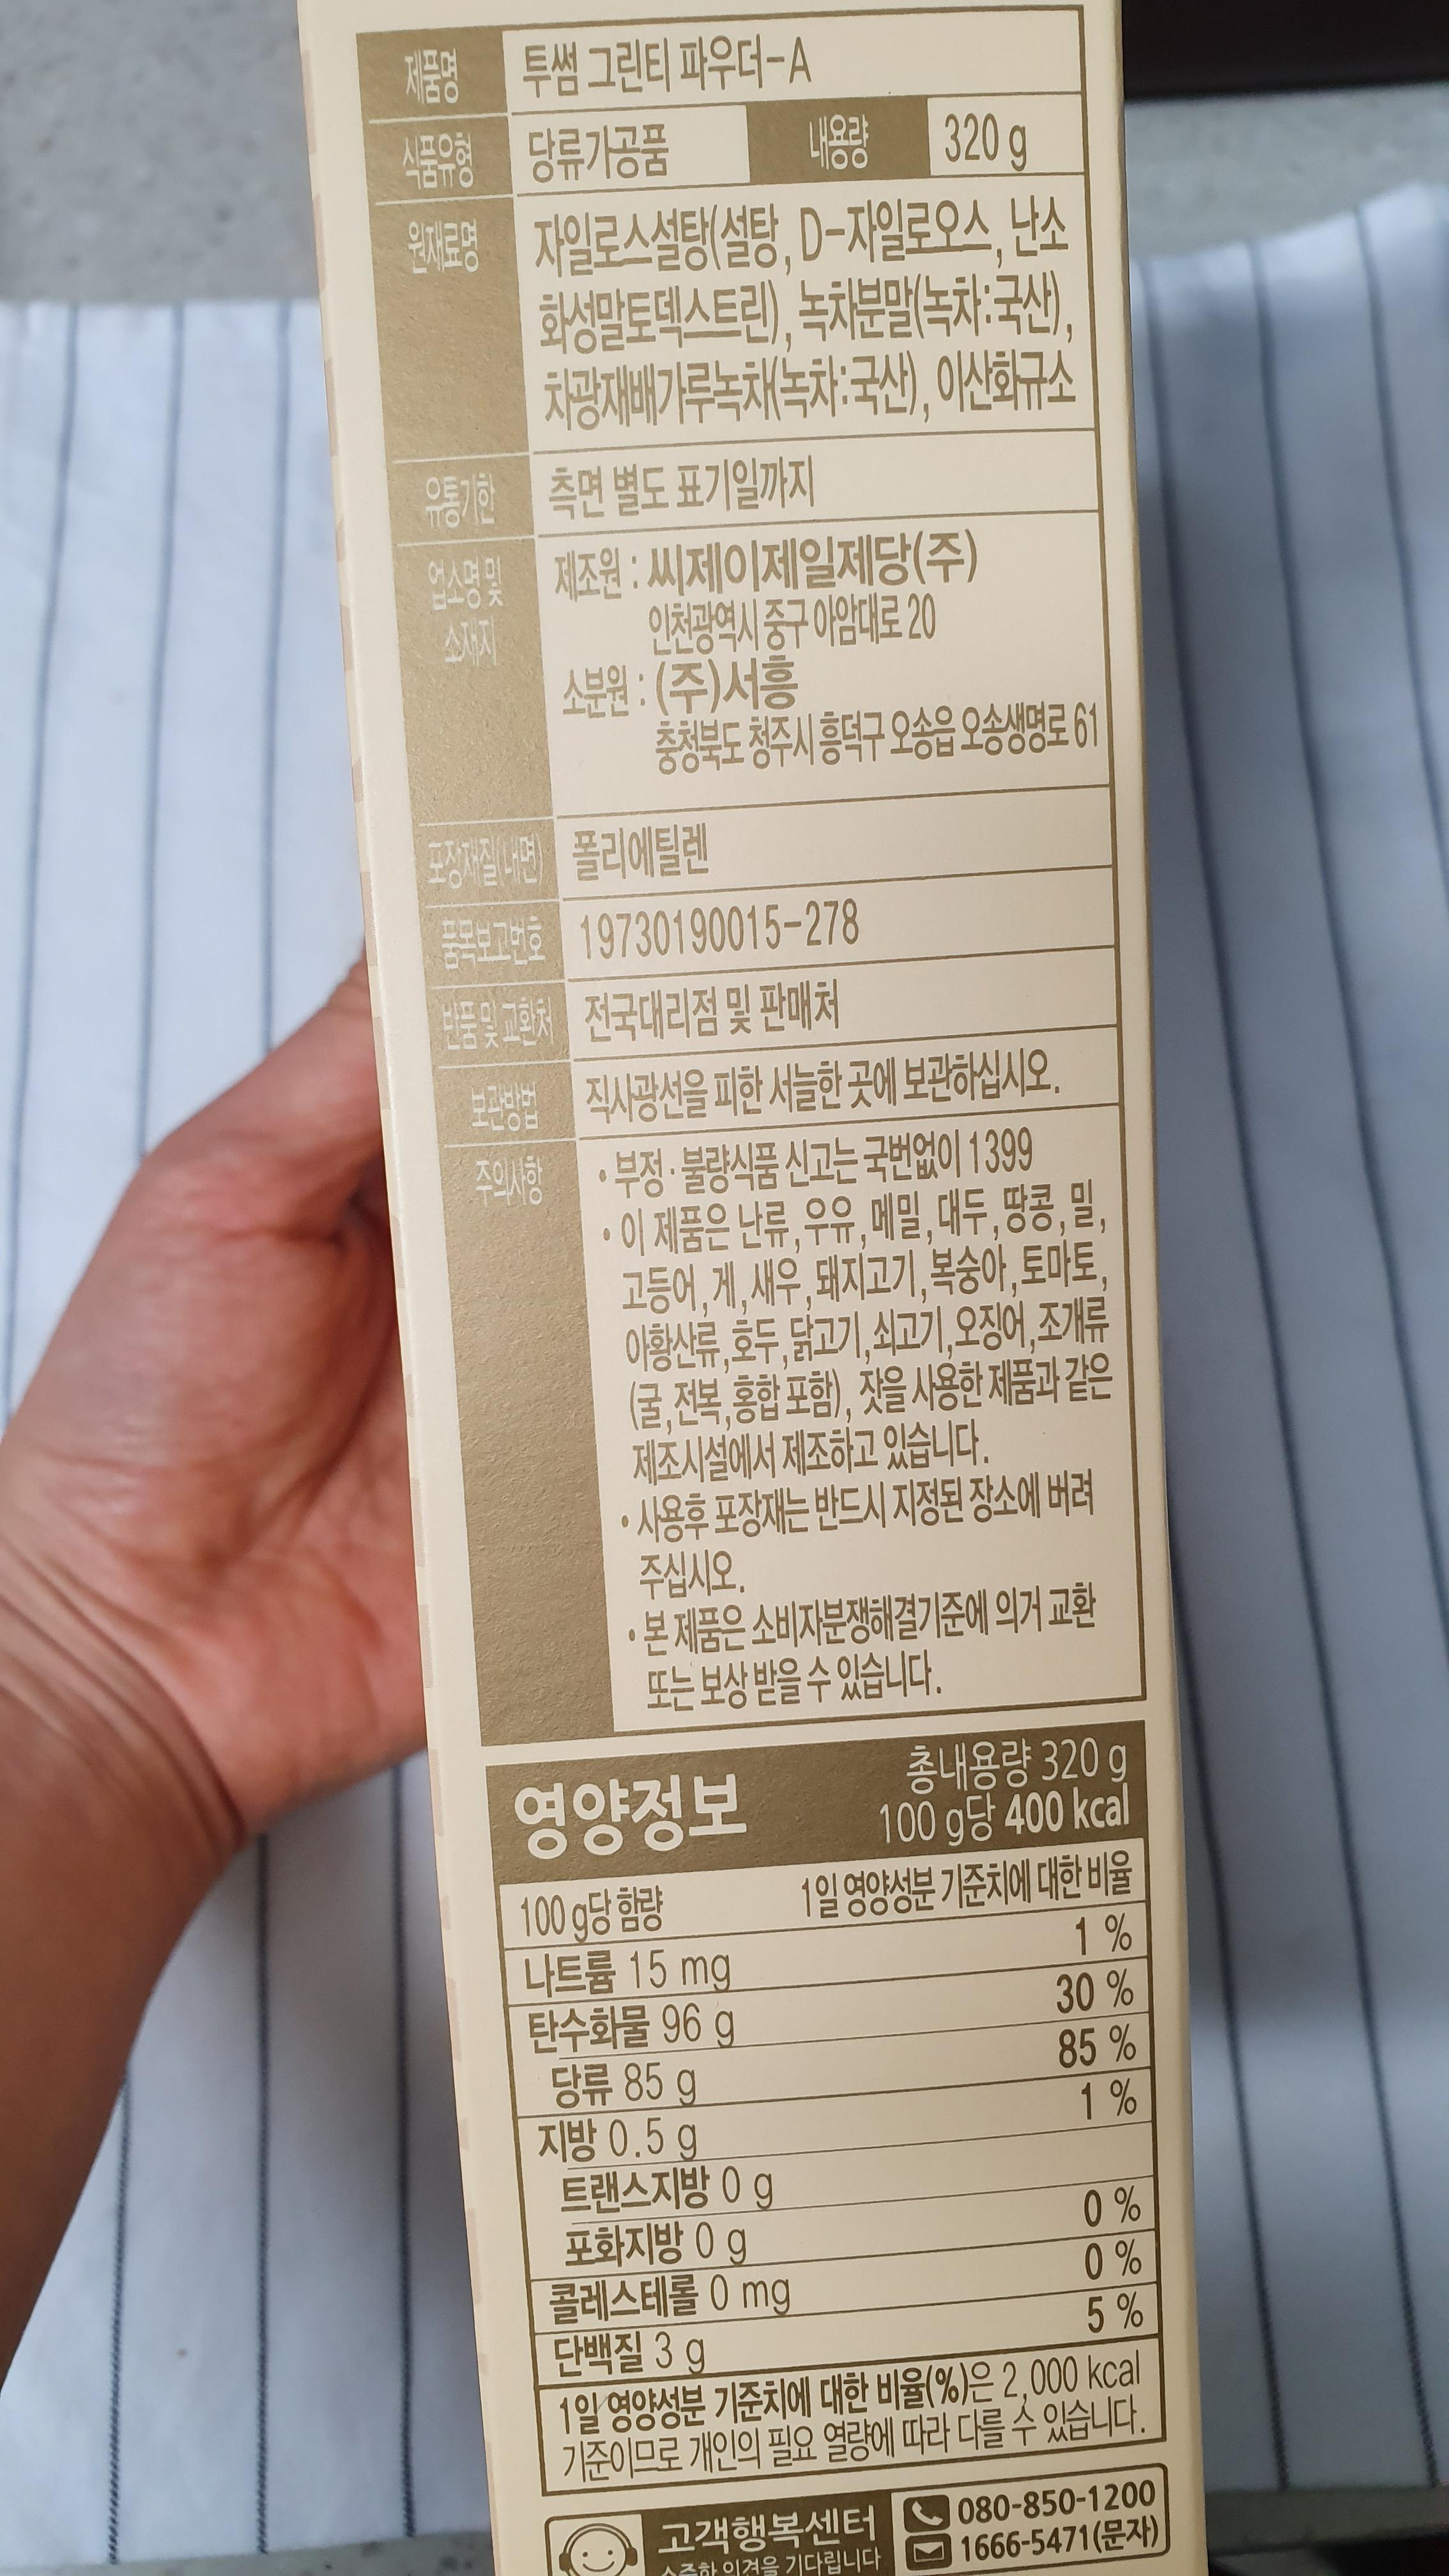 제품명 투썸 그린티 파우더-A
식품유형 당류가공품 내용량 320 g
원재료명 자일로스설탕(설탕, D-자일로오스, 난소
화성말토덱스트린), 녹차분말(녹차:국산),
차광재배가루녹차(녹차:국산), 이산화규소
유통기한 측면 별도 표기일까지
업소명 및 제조원 : 씨제이제일제당(주)
소재지 인천광역시 중구 아암대로 20
소분원 : (주)서흥
충청북도 청주시 흥덕구 오송읍 오송생명로 61
포장재질(내면) 폴리에틸렌
품목보고번호 19730190015-278
반품 및 교환처 전국대리점 및 판매처
보관방법 직사광선을 피한 서늘한 곳에 보관하십시오.
주의사항 • 부정·불량식품 신고는 국번없이 1399
• 이 제품은 난류, 우유, 메밀, 대두, 땅콩, 밀,
고등어, 게, 새우, 돼지고기, 복숭아, 토마토,
아황산류, 호두, 닭고기, 쇠고기, 오징어, 조개류
(굴, 전복, 홍합 포함), 잣을 사용한 제품과 같은
제조시설에서 제조하고 있습니다.
• 사용후 포장재는 반드시 지정된 장소에 버려
주십시오.
• 본 제품은 소비자분쟁해결기준에 의거 교환
또는 보상 받을 수 있습니다.
영양정보 총내용량 320 g
100 g당 400 kcal
100 g당 함량 1일 영양성분 기준치에 대한 비율
나트륨 15 mg 1 %
탄수화물 96 g 30 %
당류 85 g 85 %
지방 0.5 g 1 %
트랜스지방 0 g
포화지방 0 g 0 %
콜레스테롤 0 mg 0 %
단백질 3 g 5 %
1일 영양성분 기준치에 대한 비율(%)은 2,000 kcal
기준이므로 개인의 필요 열량에 따라 다를 수 있습니다.
고객행복센터 080-850-1200
소중한 의견을 기다립니다 1666-5471(문자)